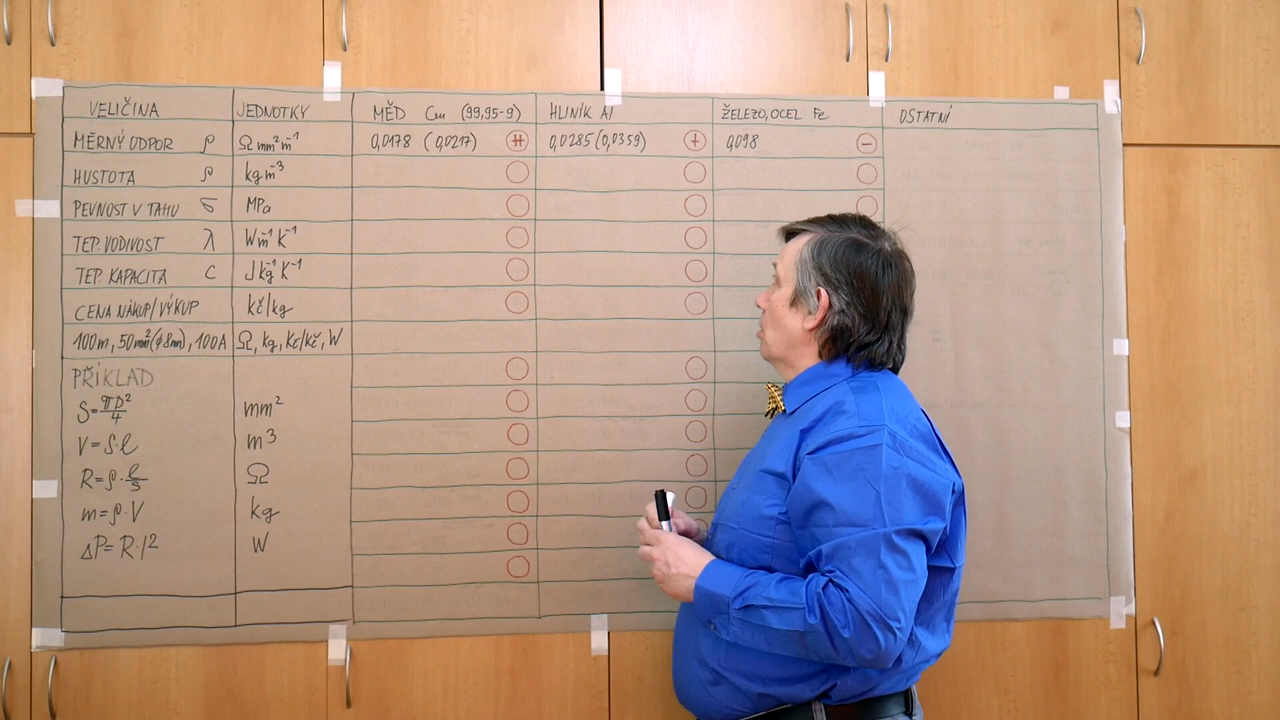 VELIČINA JEDNOTKY MĚĎ Cu (99,95-9) HLINÍK Al ŽELEZO, OCEL Fe OSTATNÍ
MĚRNÝ ODPOR ρ Ω mm² m⁻¹ 0,0178 (0,0217) ++ 0,0285 (0,0359) + 0,098 −
HUSTOTA ρ kg m⁻³
PEVNOST V TAHU σ MPa
TEP. VODIVOST λ W m⁻¹ K⁻¹
TEP. KAPACITA c J kg⁻¹ K⁻¹
CENA NÁKUP/VÝKUP kč/kg
100m, 50mm² (⌀8mm), 100A Ω, kg, Kč/kč, W
PŘÍKLAD
S = πD²/4 mm²
V = S·ℓ m³
R = ρ·ℓ/S Ω
m = ρ·V kg
ΔP = R·I² W